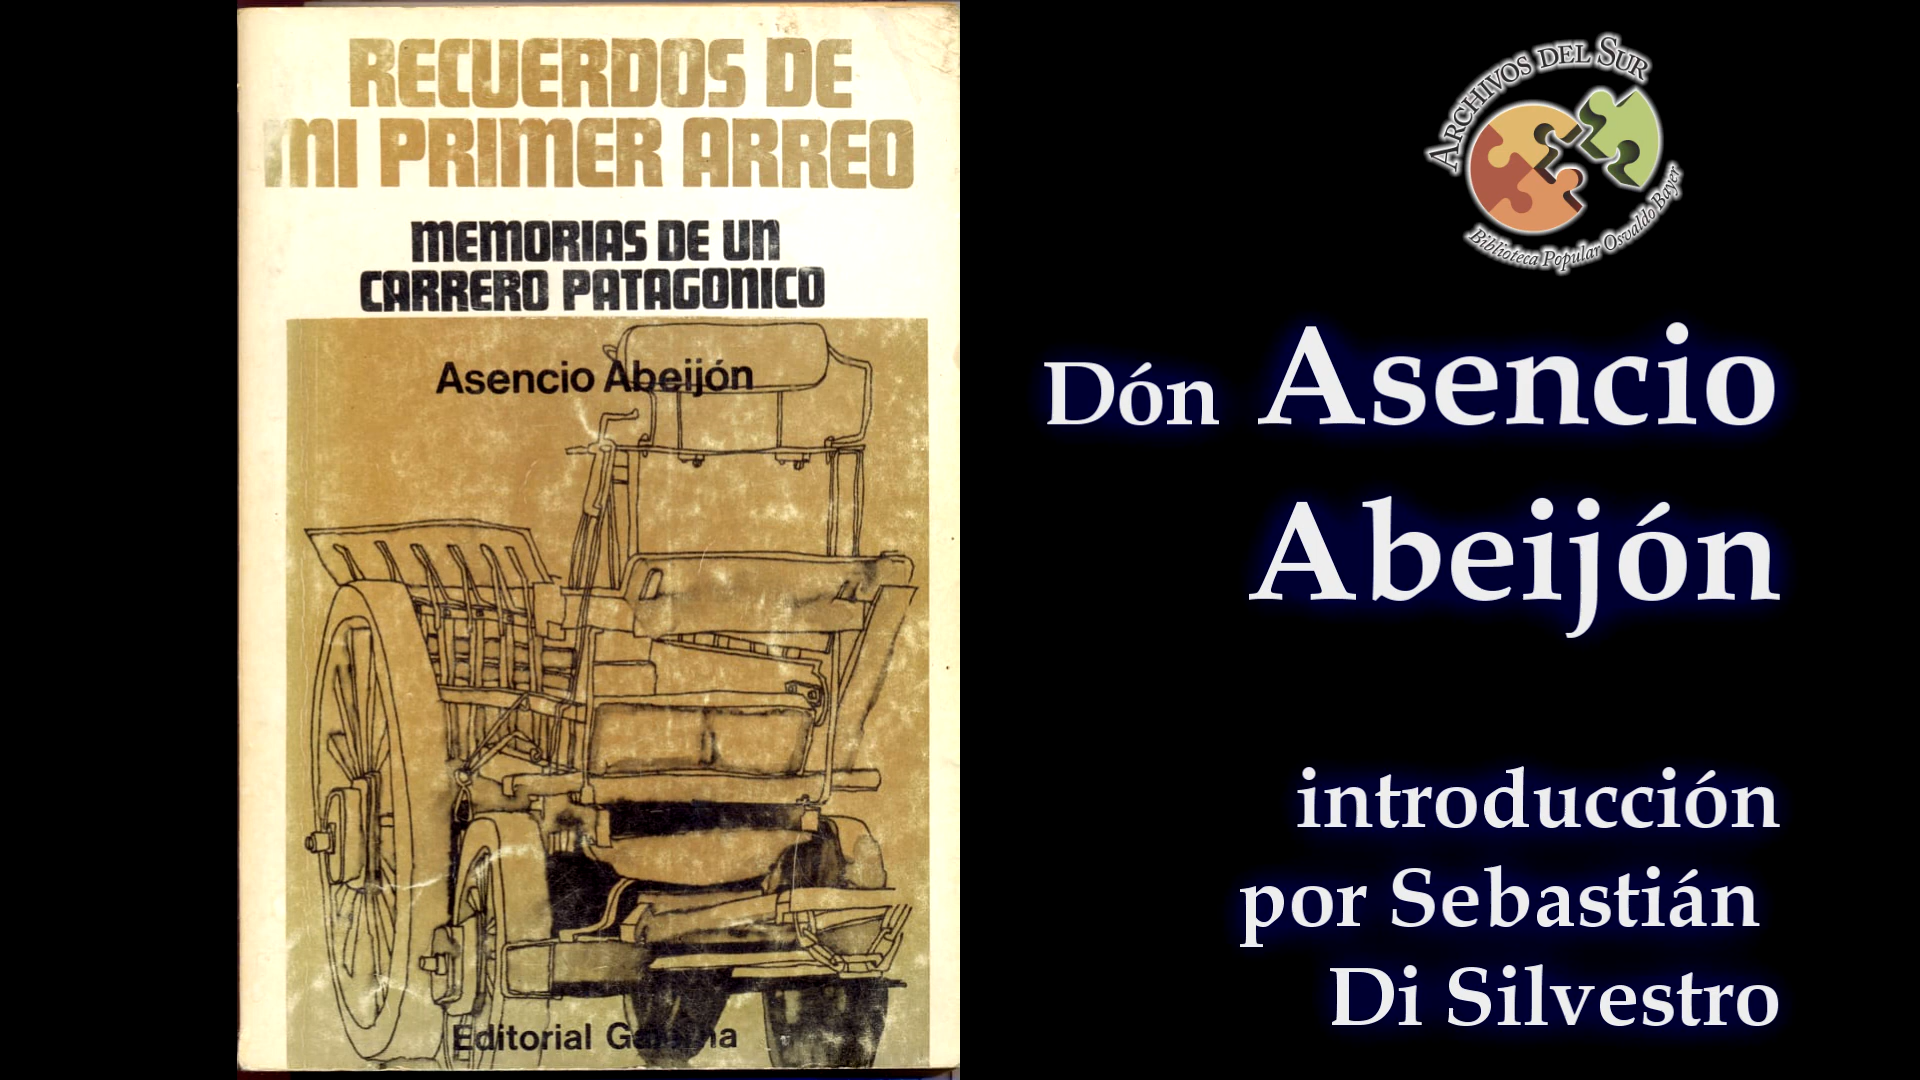 RECUERDOS DE
MI PRIMER ARREO
MEMORIAS DE UN
CARRERO PATAGONICO
Asencio Abeijón
Editorial
ARCHIVOS DEL SUR
Biblioteca Popular Osvaldo Bayer
Dón Asencio
Abeijón
introducción
por Sebastián
Di Silvestro